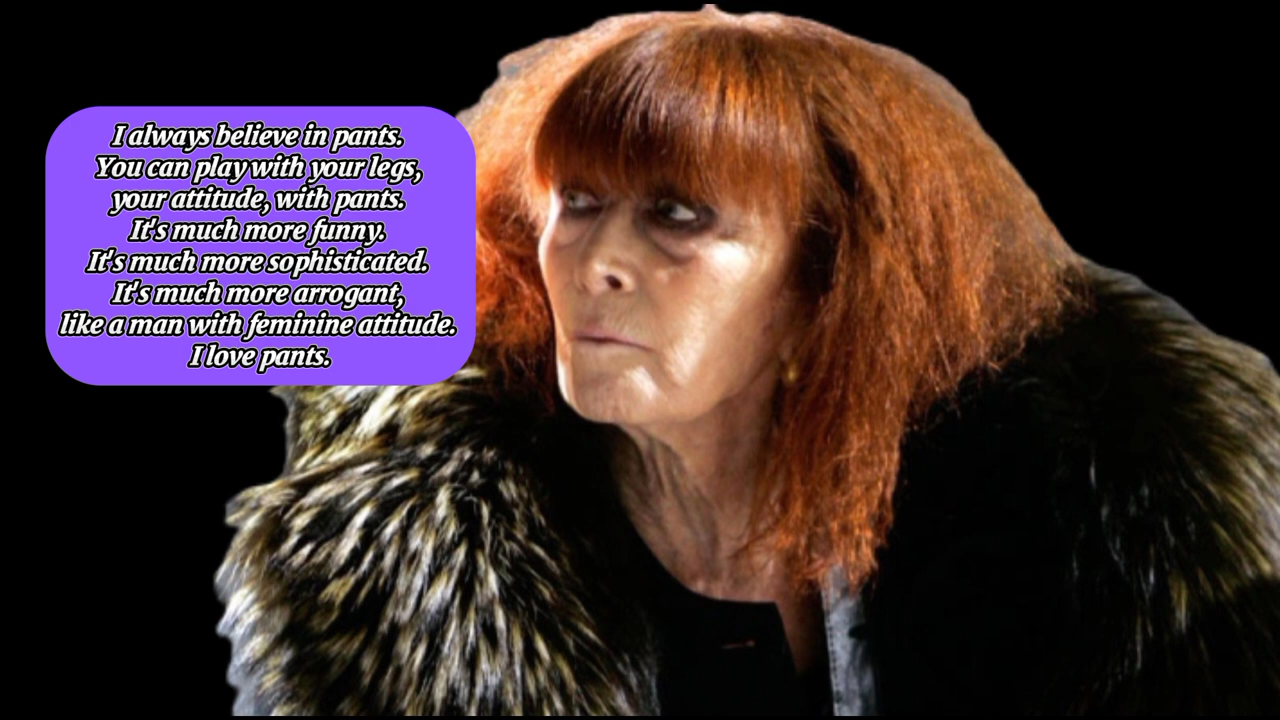 I always believe in pants.
You can play with your legs,
your attitude, with pants.
It's much more funny.
It's much more sophisticated.
It's much more arrogant,
like a man with feminine attitude.
I love pants.